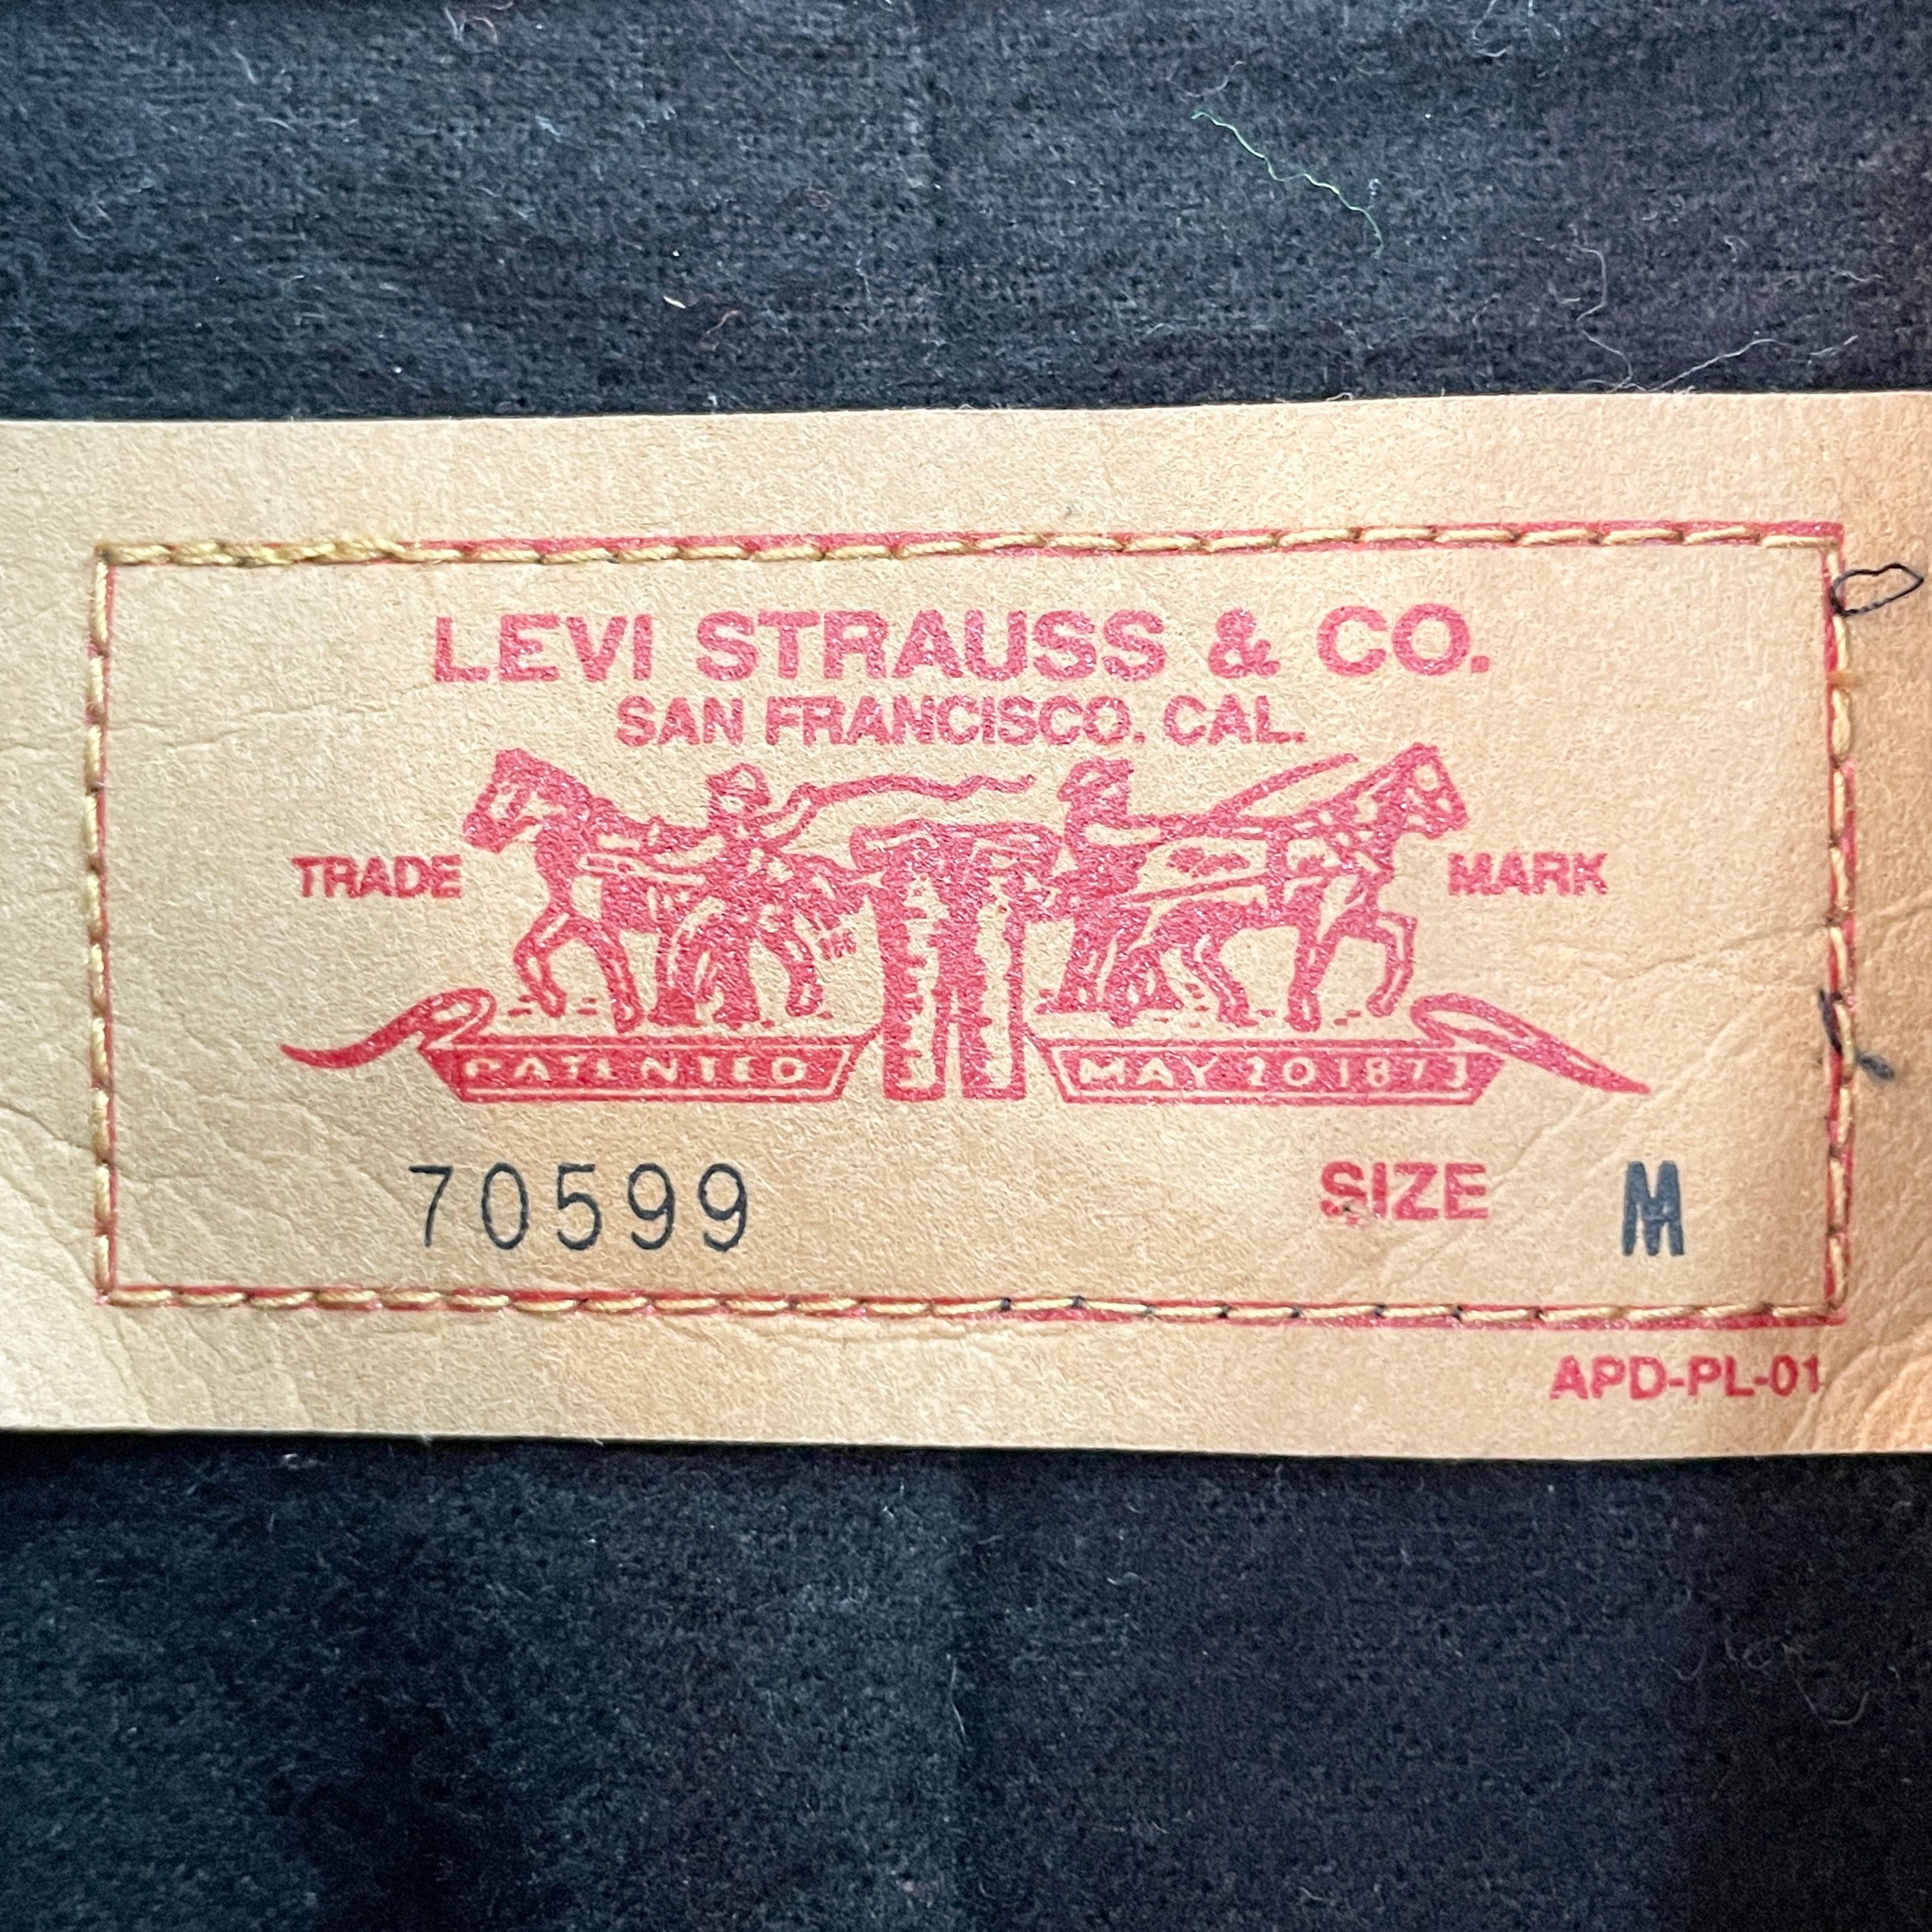 LEVI STRAUSS & CO.
SAN FRANCISCO. CAL.
TRADE MARK
PATENTED MAY 20 1873
70599 SIZE M
APD-PL-01